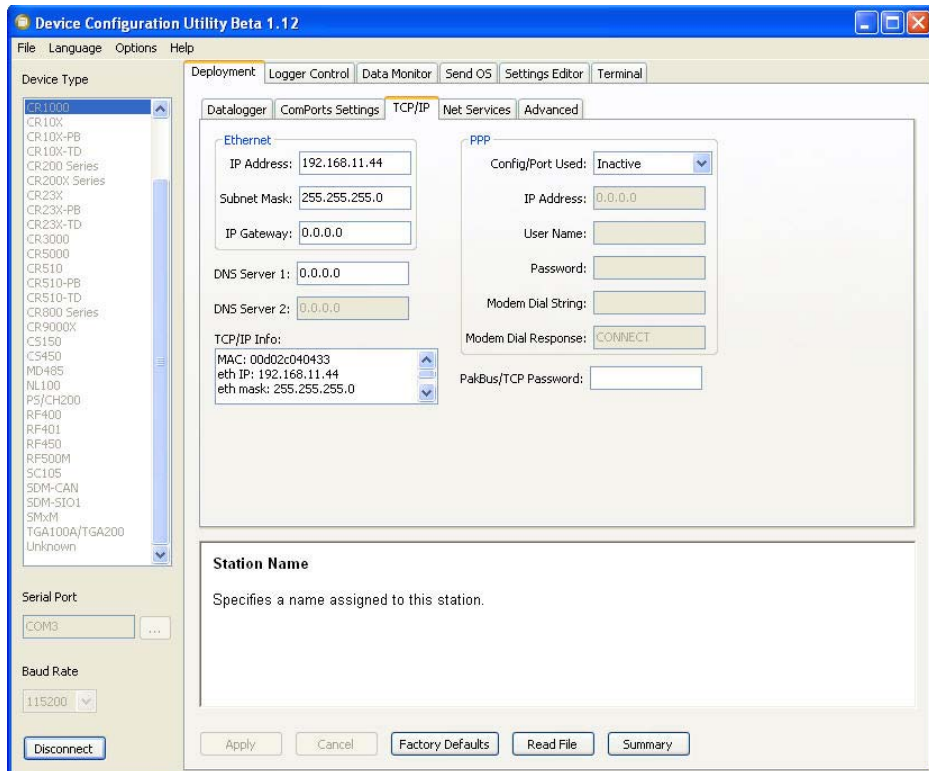 Device Configuration Utility Beta 1.12
File Language Options Help
Device Type
CR1000
CR10X
CR10X-PB
CR10X-TD
CR200 Series
CR200X Series
CR23X
CR23X-PB
CR23X-TD
CR3000
CR5000
CR510
CR510-PB
CR510-TD
CR800 Series
CR9000X
CS150
CS450
MD485
NL100
PS/CH200
RF400
RF401
RF450
RF500M
SC105
SDM-CAN
SDM-SIO1
SMxM
TGA100A/TGA200
Unknown
Serial Port
COM3
...
Baud Rate
115200
Disconnect
Deployment Logger Control Data Monitor Send OS Settings Editor Terminal
Datalogger ComPorts Settings TCP/IP Net Services Advanced
Ethernet
IP Address: 192.168.11.44
Subnet Mask: 255.255.255.0
IP Gateway: 0.0.0.0
DNS Server 1: 0.0.0.0
DNS Server 2: 0.0.0.0
TCP/IP Info:
MAC: 00d02c040433
eth IP: 192.168.11.44
eth mask: 255.255.255.0
PPP
Config/Port Used: Inactive
IP Address: 0.0.0.0
User Name:
Password:
Modem Dial String:
Modem Dial Response: CONNECT
PakBus/TCP Password:
Station Name
Specifies a name assigned to this station.
Apply Cancel Factory Defaults Read File Summary